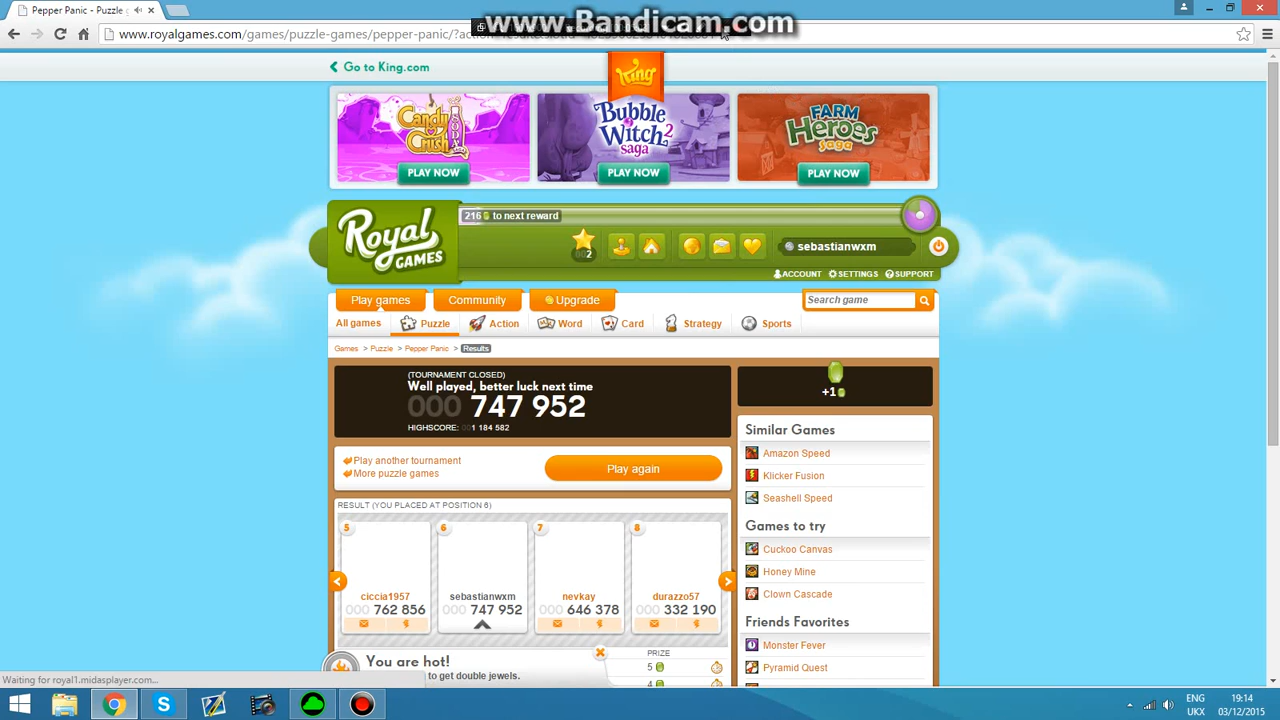 Pepper Panic - Puzzle g
www.Bandicam.com
www.royalgames.com/games/puzzle-games/pepper-panic/?action
Go to King.com
King
Candy Crush SODA
Bubble Witch 2 saga
FARM Heroes saga
PLAY NOW
PLAY NOW
PLAY NOW
Royal GAMES
216 to next reward
002
sebastianwxm
ACCOUNT SETTINGS SUPPORT
Play games Community Upgrade
Search game
All games Puzzle Action Word Card Strategy Sports
Games > Puzzle > Pepper Panic > Results
(TOURNAMENT CLOSED)
Well played, better luck next time
000 747 952
HIGHSCORE: 001 184 582
+1
Play another tournament
More puzzle games
Play again
RESULT (YOU PLACED AT POSITION 6)
5 6 7 8
ciccia1957 sebastianwxm nevkay durazzo57
000 762 856 000 747 952 000 646 378 000 332 190
You are hot!
to get double jewels.
PRIZE
5
4
Similar Games
Amazon Speed
Klicker Fusion
Seashell Speed
Games to try
Cuckoo Canvas
Honey Mine
Clown Cascade
Friends Favorites
Monster Fever
Pyramid Quest
Waiting for royal1.midasplayer.com...
ENG
UKX
19:14
03/12/2015